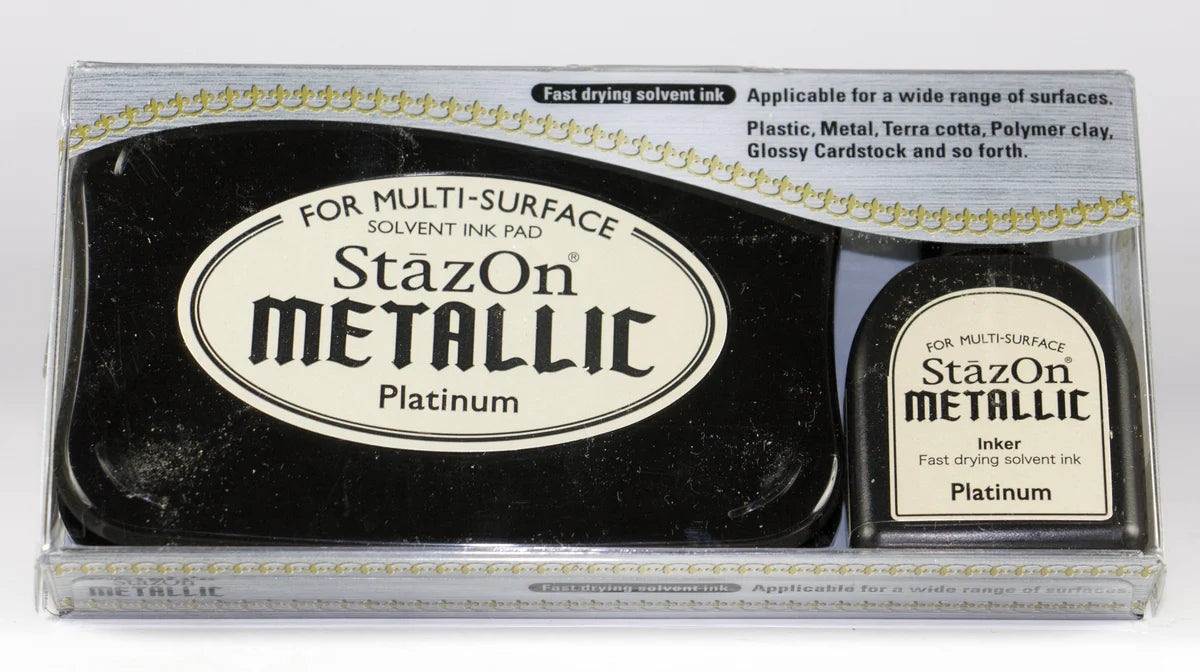 Fast drying solvent ink Applicable for a wide range of surfaces.
Plastic, Metal, Terra cotta, Polymer clay,
Glossy Cardstock and so forth.
FOR MULTI-SURFACE
SOLVENT INK PAD
StāzOn®
METALLIC
Platinum
FOR MULTI-SURFACE
StāzOn®
METALLIC
Inker
Fast drying solvent ink
Platinum
StāzOn
METALLIC
Fast drying solvent ink Applicable for a wide range of surfaces